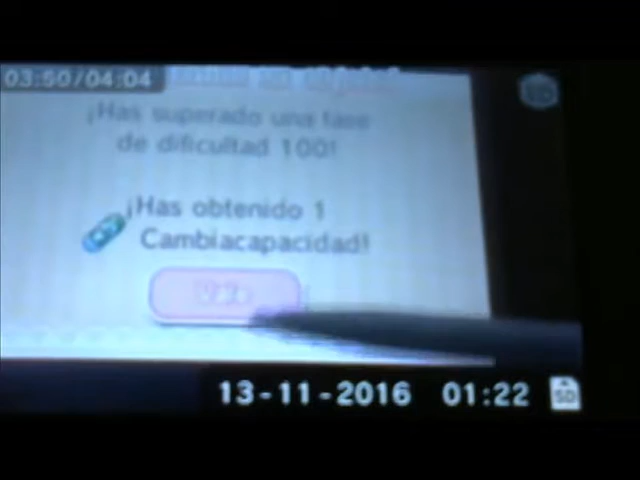 03:50/04:04
¡Has superado una fase
de dificultad 100!
¡Has obtenido 1
Cambiacapacidad!
13-11-2016 01:22
SD